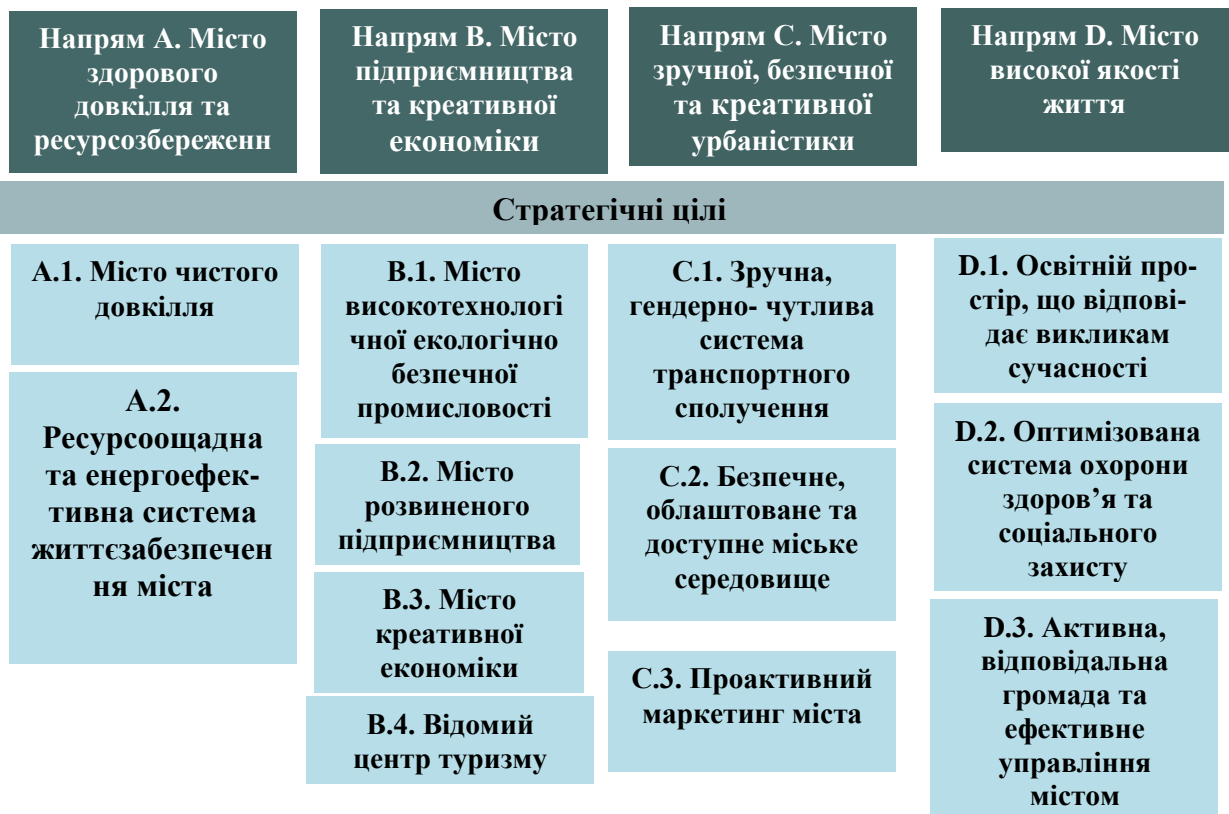 Напрям A. Місто
здорового
довкілля та
ресурсозбереженн
Напрям B. Місто
підприємництва
та креативної
економіки
Напрям C. Місто
зручної, безпечної
та креативної
урбаністики
Напрям D. Місто
високої якості
життя
Стратегічні цілі
A.1. Місто чистого
довкілля
A.2.
Ресурсоощадна
та енергоефек-
тивна система
життєзабезпечен
ня міста
B.1. Місто
високотехнологі
чної екологічно
безпечної
промисловості
B.2. Місто
розвиненого
підприємництва
B.3. Місто
креативної
економіки
B.4. Відомий
центр туризму
C.1. Зручна,
гендерно- чутлива
система
транспортного
сполучення
C.2. Безпечне,
облаштоване та
доступне міське
середовище
C.3. Проактивний
маркетинг міста
D.1. Освітній про-
стір, що відпові-
дає викликам
сучасності
D.2. Оптимізована
система охорони
здоров’я та
соціального
захисту
D.3. Активна,
відповідальна
громада та
ефективне
управління
містом